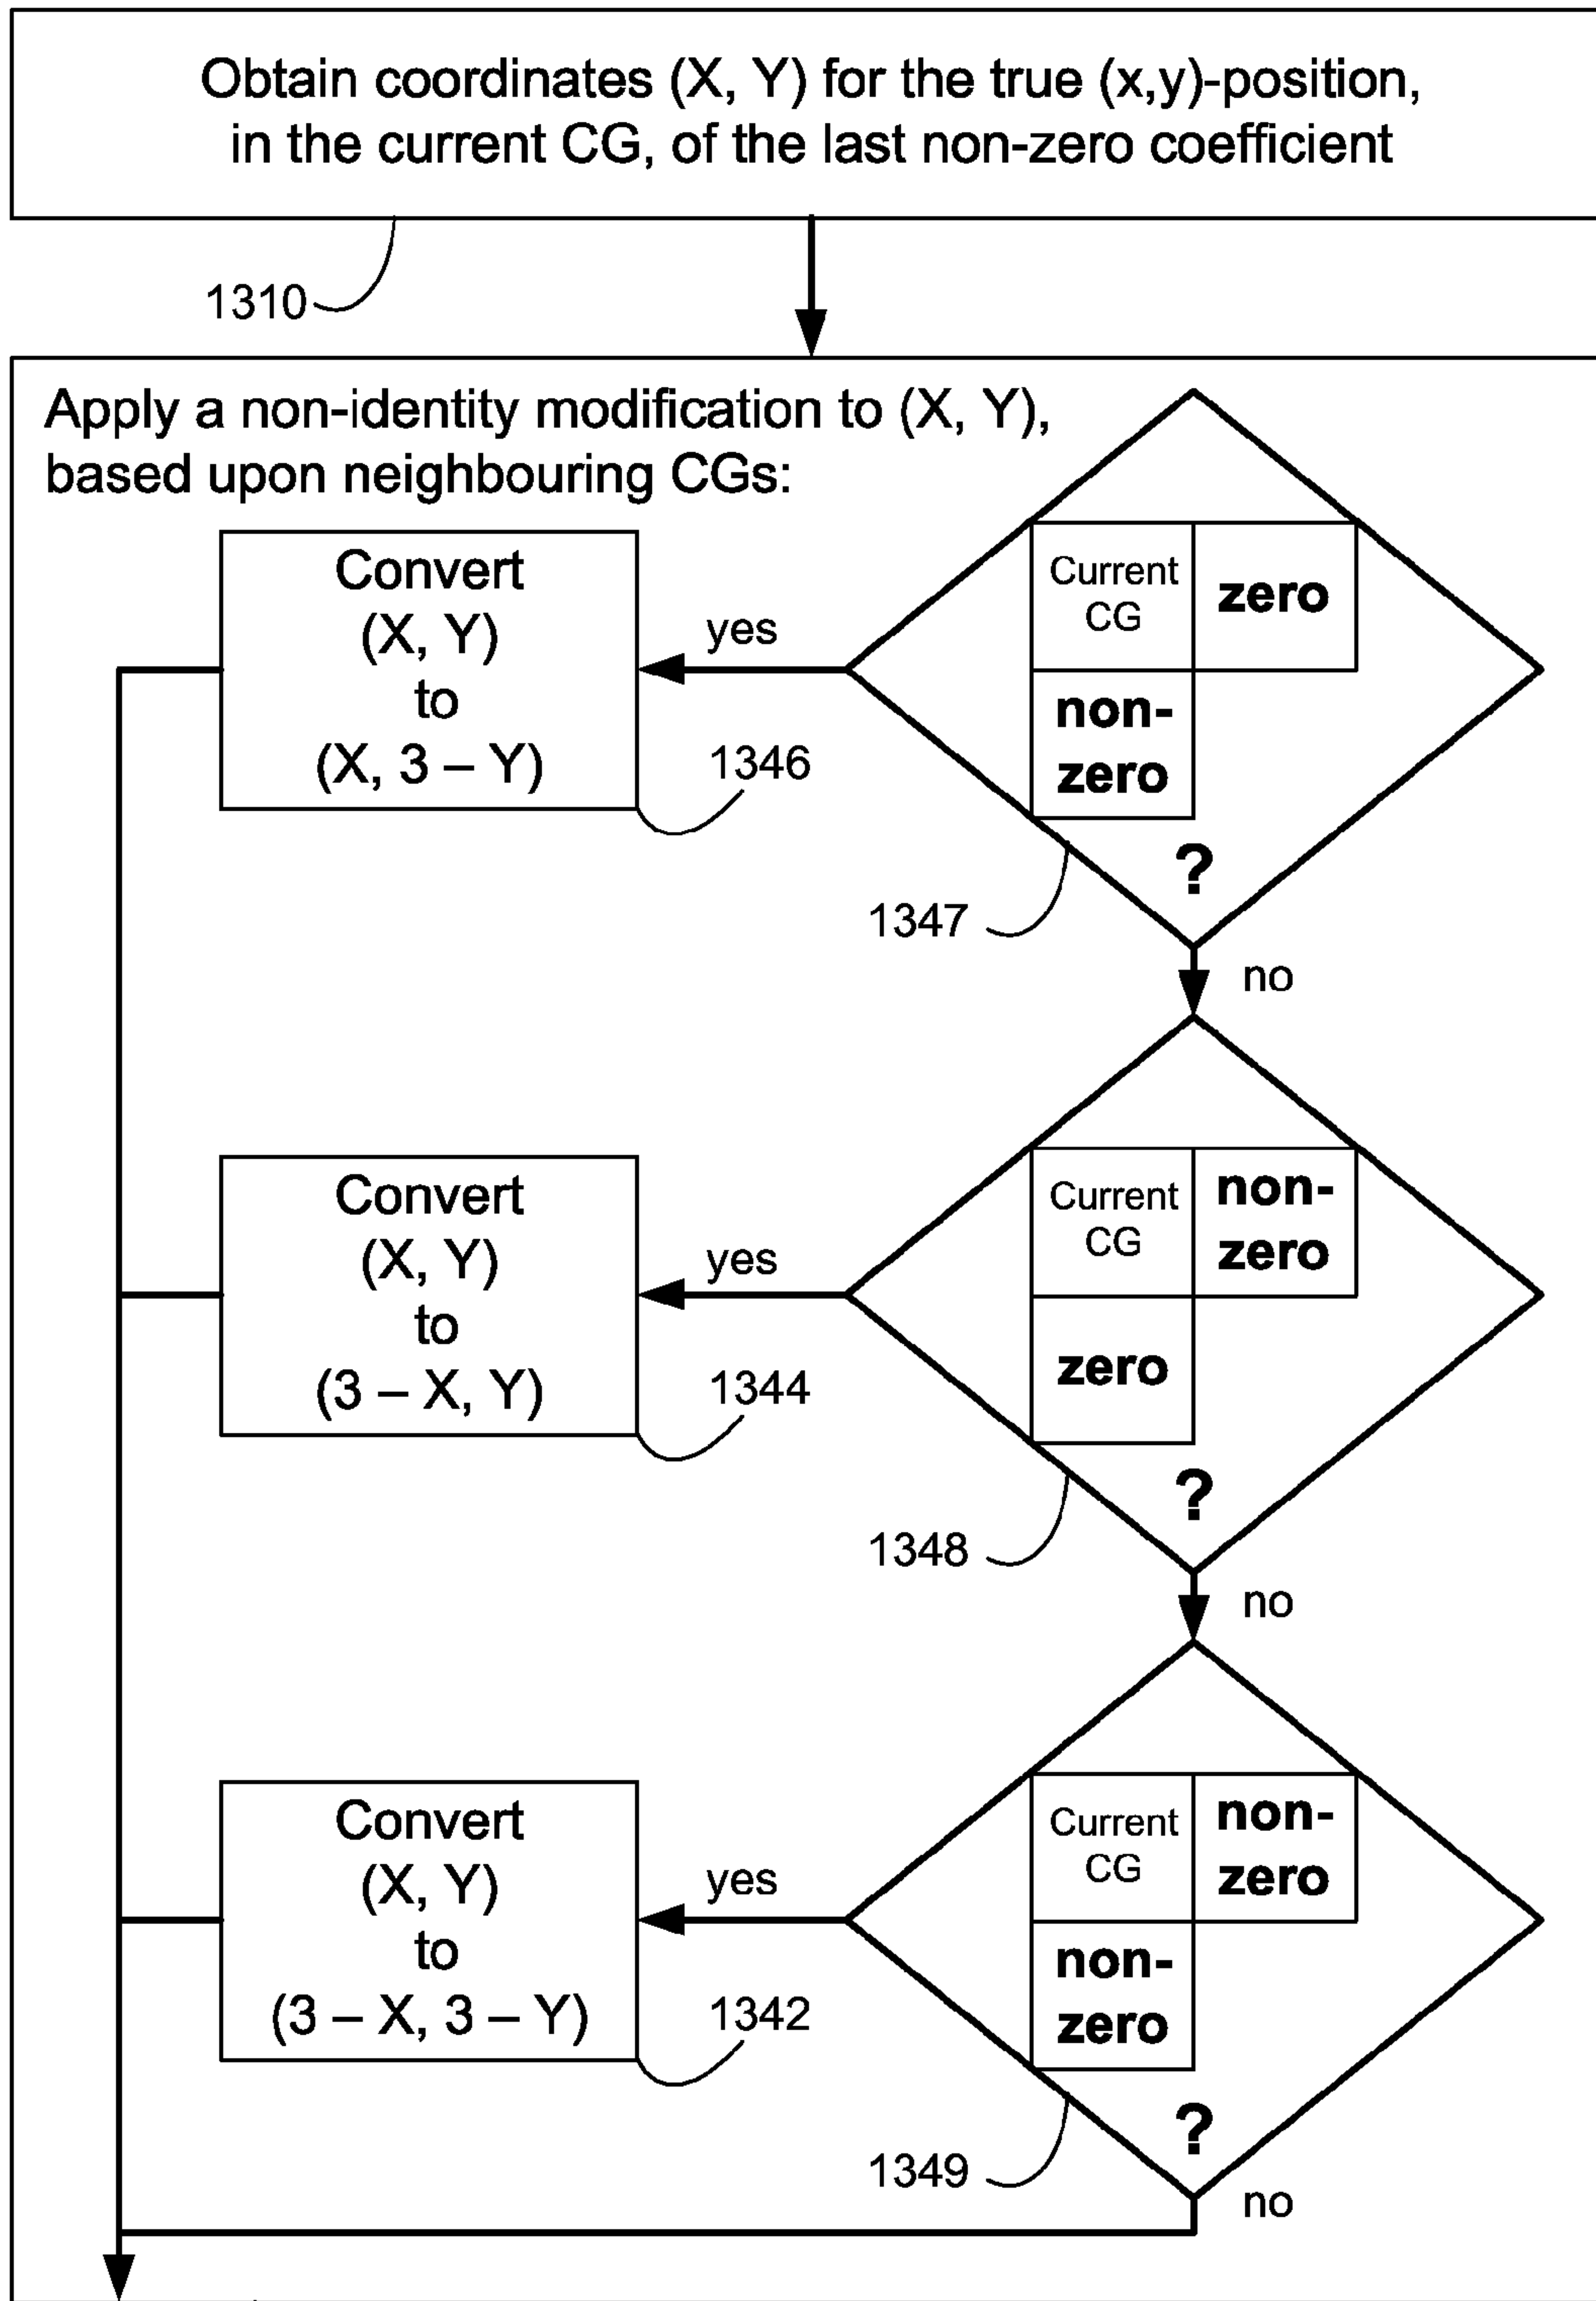 Obtain coordinates (X, Y) for the true (x,y)-position,
in the current CG, of the last non-zero coefficient
1310
Apply a non-identity modification to (X, Y),
based upon neighbouring CGs:
Convert
(X, Y)
to
(X, 3 – Y)
1346
yes
Current
CG
zero
non-
zero
?
1347
no
Convert
(X, Y)
to
(3 – X, Y)
1344
yes
Current
CG
non-
zero
zero
?
1348
no
Convert
(X, Y)
to
(3 – X, 3 – Y)
1342
yes
Current
CG
non-
zero
non-
zero
?
1349
no